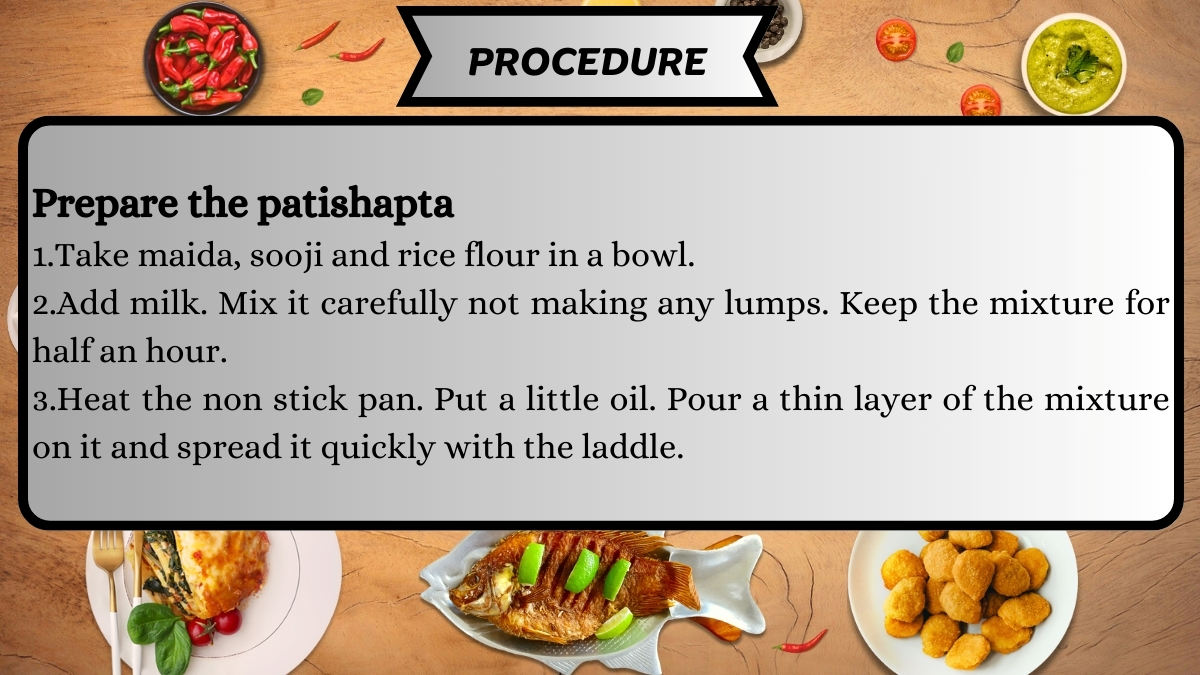 PROCEDURE
Prepare the patishapta
1.Take maida, sooji and rice flour in a bowl.
2.Add milk. Mix it carefully not making any lumps. Keep the mixture for
half an hour.
3.Heat the non stick pan. Put a little oil. Pour a thin layer of the mixture
on it and spread it quickly with the laddle.